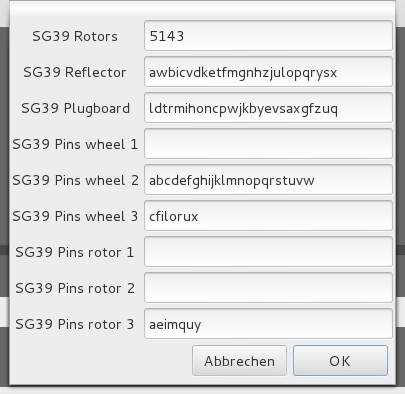 SG39 Rotors 5143
SG39 Reflector awbicvdketfmgnhzjulopqrysx
SG39 Plugboard ldtrmihoncpwjkbyevsaxgfzuq
SG39 Pins wheel 1
SG39 Pins wheel 2 abcdefghijklmnopqrstuvw
SG39 Pins wheel 3 cfilorux
SG39 Pins rotor 1
SG39 Pins rotor 2
SG39 Pins rotor 3 aeimquy
Abbrechen OK